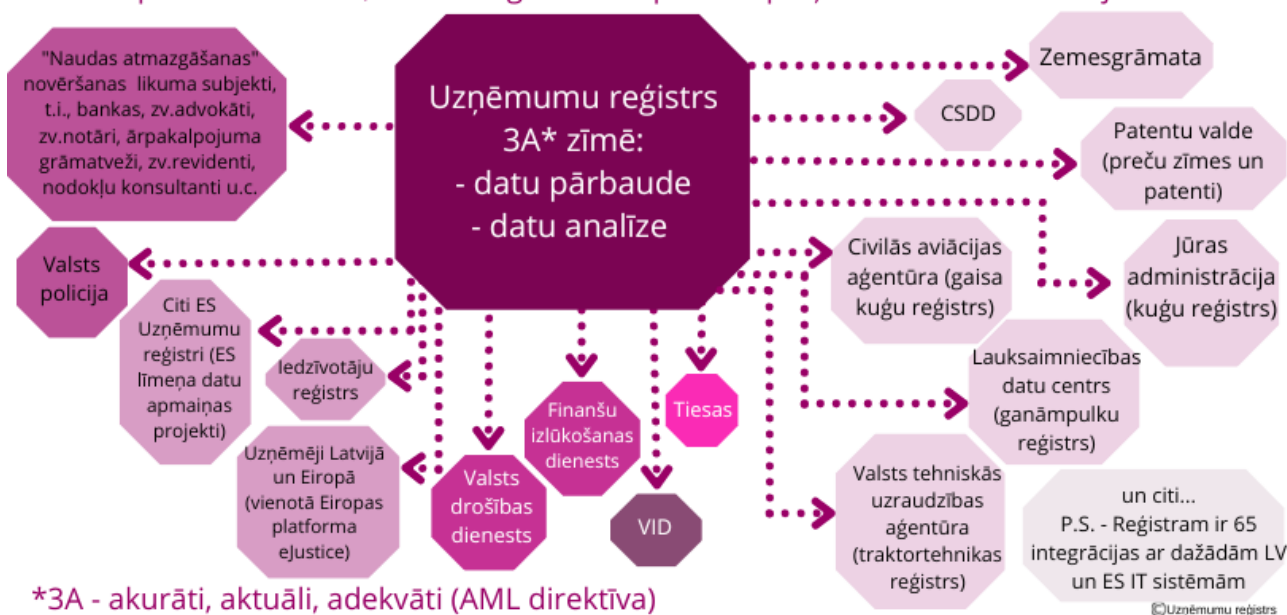 "Naudas atmazgāšanas"
novēršanas likuma subjekti,
t.i., bankas, zv.advokāti,
zv.notāri, ārpakalpojuma
grāmatveži, zv.revidenti,
nodokļu konsultanti u.c.
Uzņēmumu reģistrs
3A* zīmē:
- datu pārbaude
- datu analīze
Zemesgrāmata
CSDD
Patentu valde
(preču zīmes un
patenti)
Valsts
policija
Civilās aviācijas
aģentūra (gaisa
kuģu reģistrs)
Jūras
administrācija
(kuģu reģistrs)
Citi ES
Uzņēmumu
reģistri (ES
līmeņa datu
apmaiņas
projekti)
Iedzīvotāju
reģistrs
Lauksaimniecības
datu centrs
(ganāmpulku
reģistrs)
Uzņēmēji Latvijā
un Eiropā
(vienotā Eiropas
platforma
eJustice)
Valsts
drošības
dienests
Finanšu
izlūkošanas
dienests
VID
Tiesas
Valsts tehniskās
uzraudzības
aģentūra
(traktortehnikas
reģistrs)
un citi...
P.S. - Reģistram ir 65
integrācijas ar dažādām LV
un ES IT sistēmām
*3A - akurāti, aktuāli, adekvāti (AML direktīva)
©Uzņēmumu reģistrs